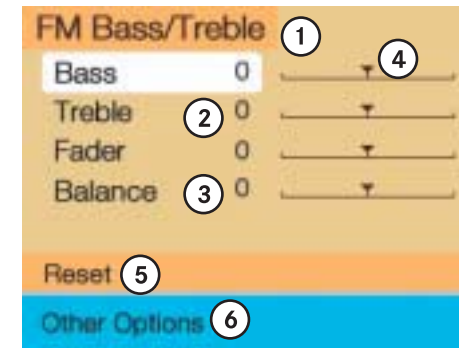 FM Bass/Treble 1
Bass 0 4
Treble 2 0
Fader 0
Balance 3 0
Reset 5
Other Options 6